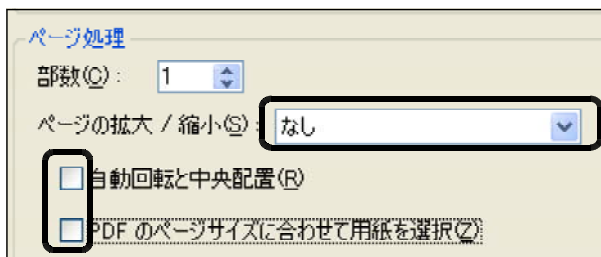 ページ処理
部数(C): 1
ページの拡大 / 縮小(S): なし
自動回転と中央配置(R)
PDF のページサイズに合わせて用紙を選択(Z)